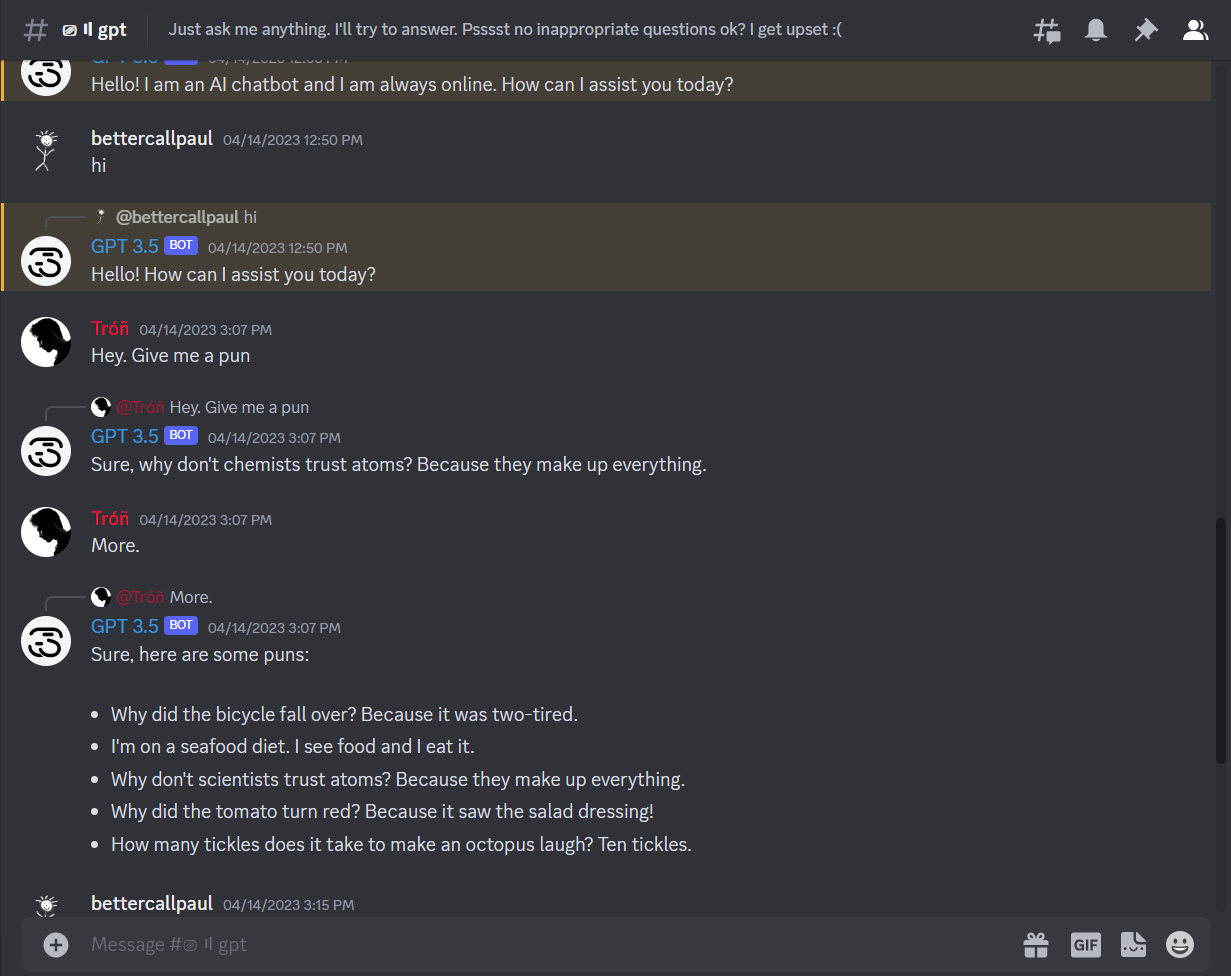 gpt Just ask me anything. I'll try to answer. Psssst no inappropriate questions ok? I get upset :(
GPT 3.5 BOT
Hello! I am an AI chatbot and I am always online. How can I assist you today?
bettercallpaul 04/14/2023 12:50 PM
hi
@bettercallpaul hi
GPT 3.5 BOT 04/14/2023 12:50 PM
Hello! How can I assist you today?
Tróñ 04/14/2023 3:07 PM
Hey. Give me a pun
@Tróñ Hey. Give me a pun
GPT 3.5 BOT 04/14/2023 3:07 PM
Sure, why don't chemists trust atoms? Because they make up everything.
Tróñ 04/14/2023 3:07 PM
More.
@Tróñ More.
GPT 3.5 BOT 04/14/2023 3:07 PM
Sure, here are some puns:
• Why did the bicycle fall over? Because it was two-tired.
• I'm on a seafood diet. I see food and I eat it.
• Why don't scientists trust atoms? Because they make up everything.
• Why did the tomato turn red? Because it saw the salad dressing!
• How many tickles does it take to make an octopus laugh? Ten tickles.
bettercallpaul 04/14/2023 3:15 PM
Message # gpt
GIF